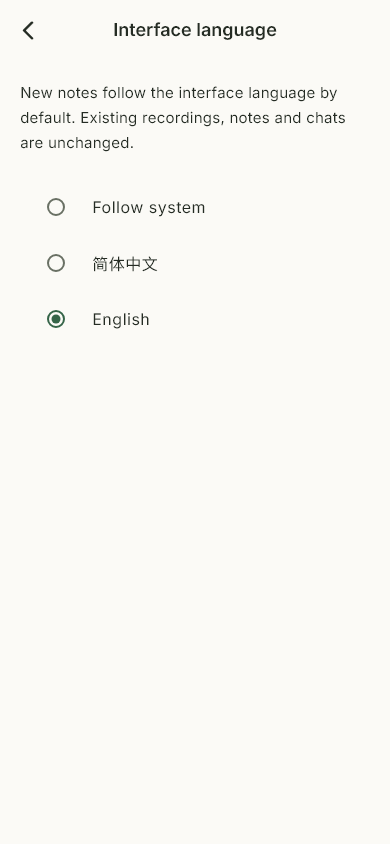 Interface language
New notes follow the interface language by
default. Existing recordings, notes and chats
are unchanged.
Follow system
简体中文
English